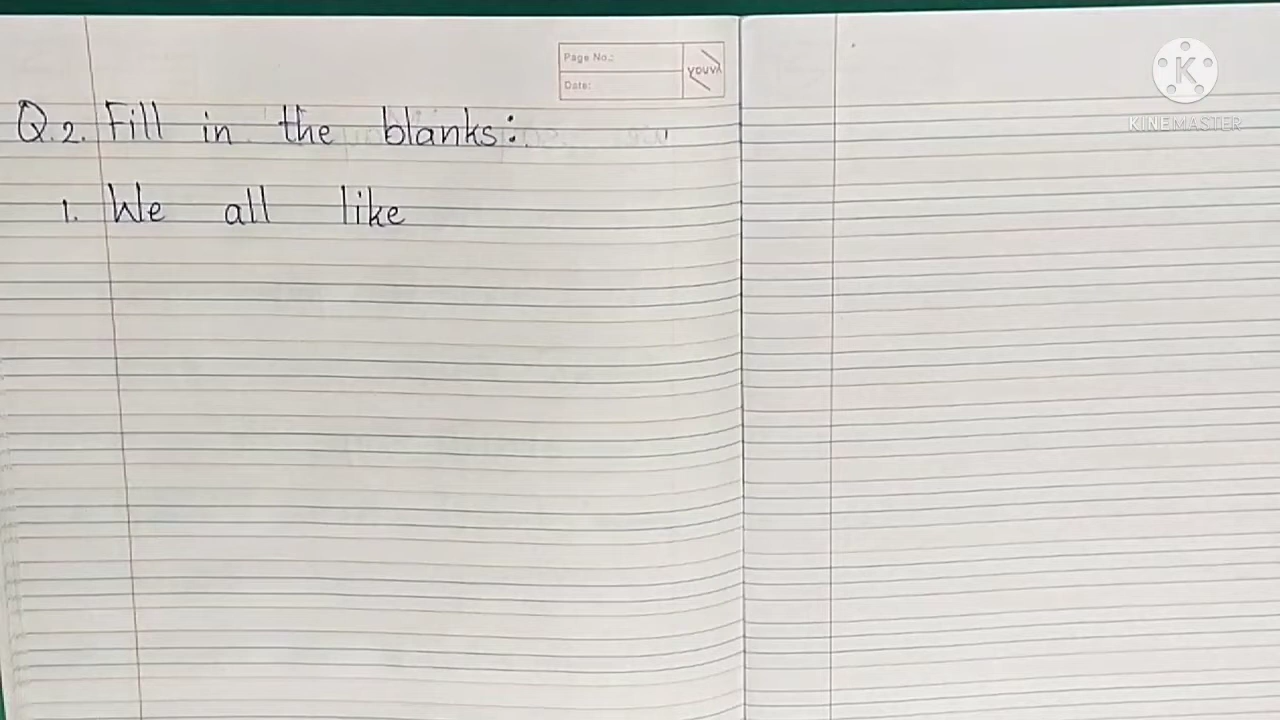 Page No.:
Date:
YOUVA
KINEMASTER
Q.2. Fill in the blanks:
1. We all like